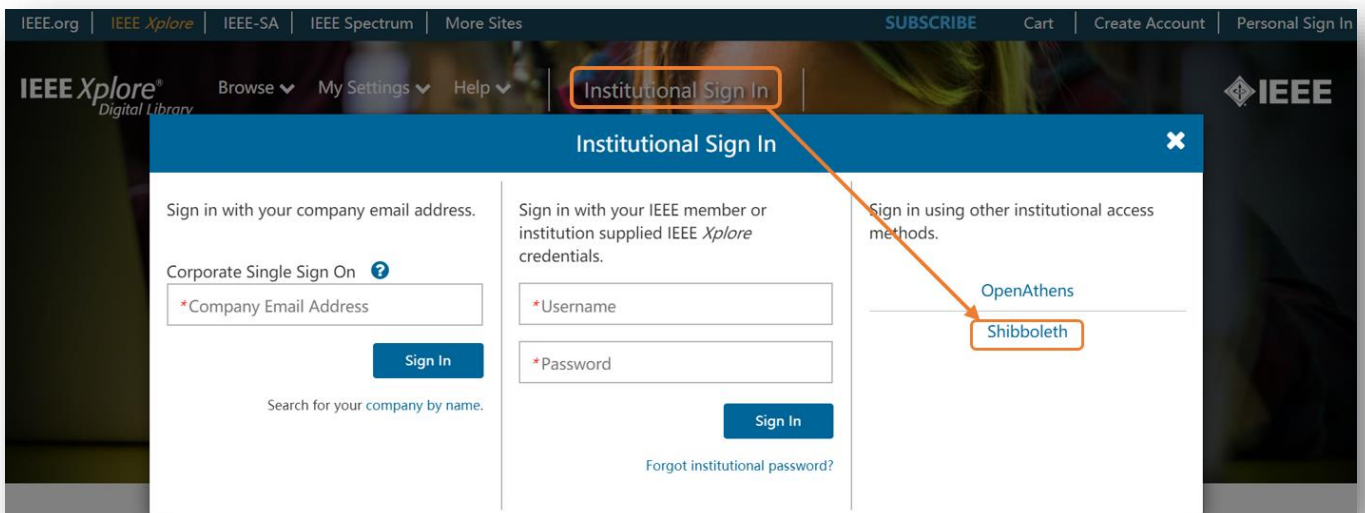 IEEE.org | IEEE Xplore | IEEE-SA | IEEE Spectrum | More Sites SUBSCRIBE Cart | Create Account | Personal Sign In
IEEE Xplore® Browse My Settings Help Institutional Sign In IEEE
Digital Library
Institutional Sign In
Sign in with your company email address.
Corporate Single Sign On ?
*Company Email Address
Sign In
Search for your company by name.
Sign in with your IEEE member or
institution supplied IEEE Xplore
credentials.
*Username
*Password
Sign In
Forgot institutional password?
Sign in using other institutional access
methods.
OpenAthens
Shibboleth